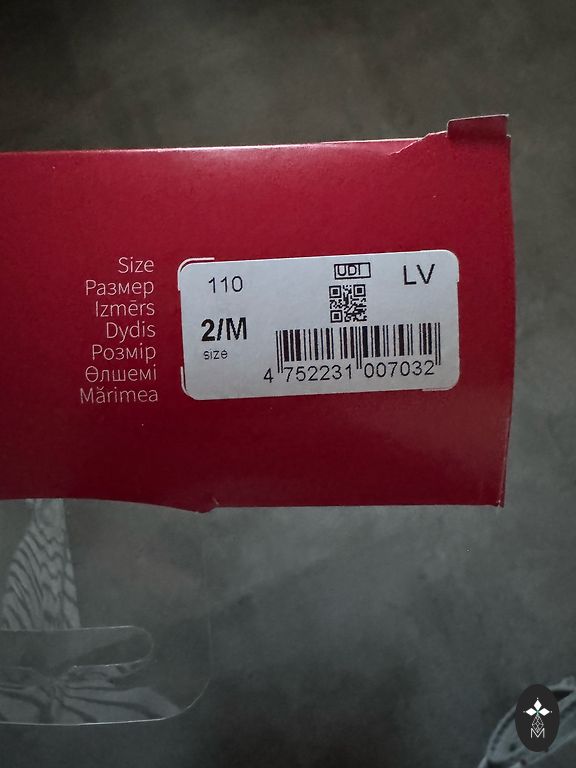 Size
Размер
Izmērs
Dydis
Розмір
Өлшемі
Mărimea
110
UDI
LV
2/M
size
4 752231 007032
M